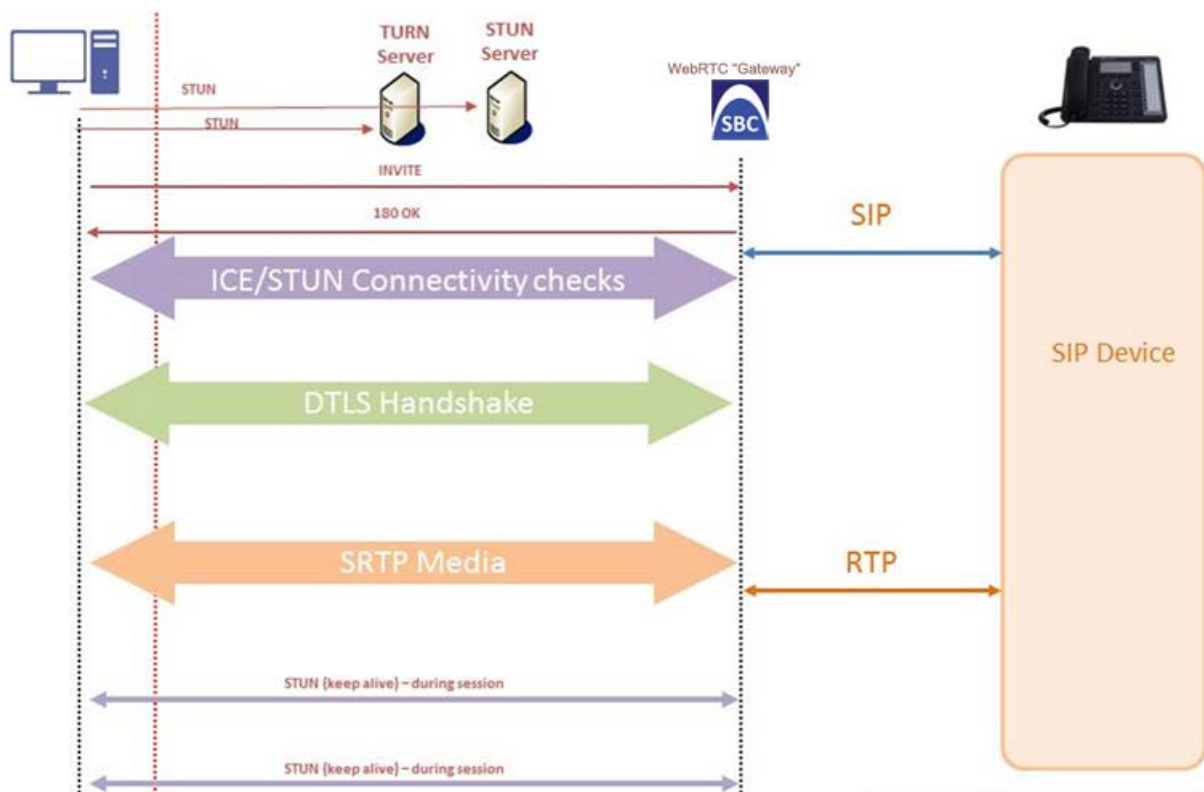 TURN
Server
STUN
Server
WebRTC "Gateway"
SBC
STUN
STUN
INVITE
180 OK
SIP
ICE/STUN Connectivity checks
SIP Device
DTLS Handshake
SRTP Media
RTP
STUN (keep alive) – during session
STUN (keep alive) – during session